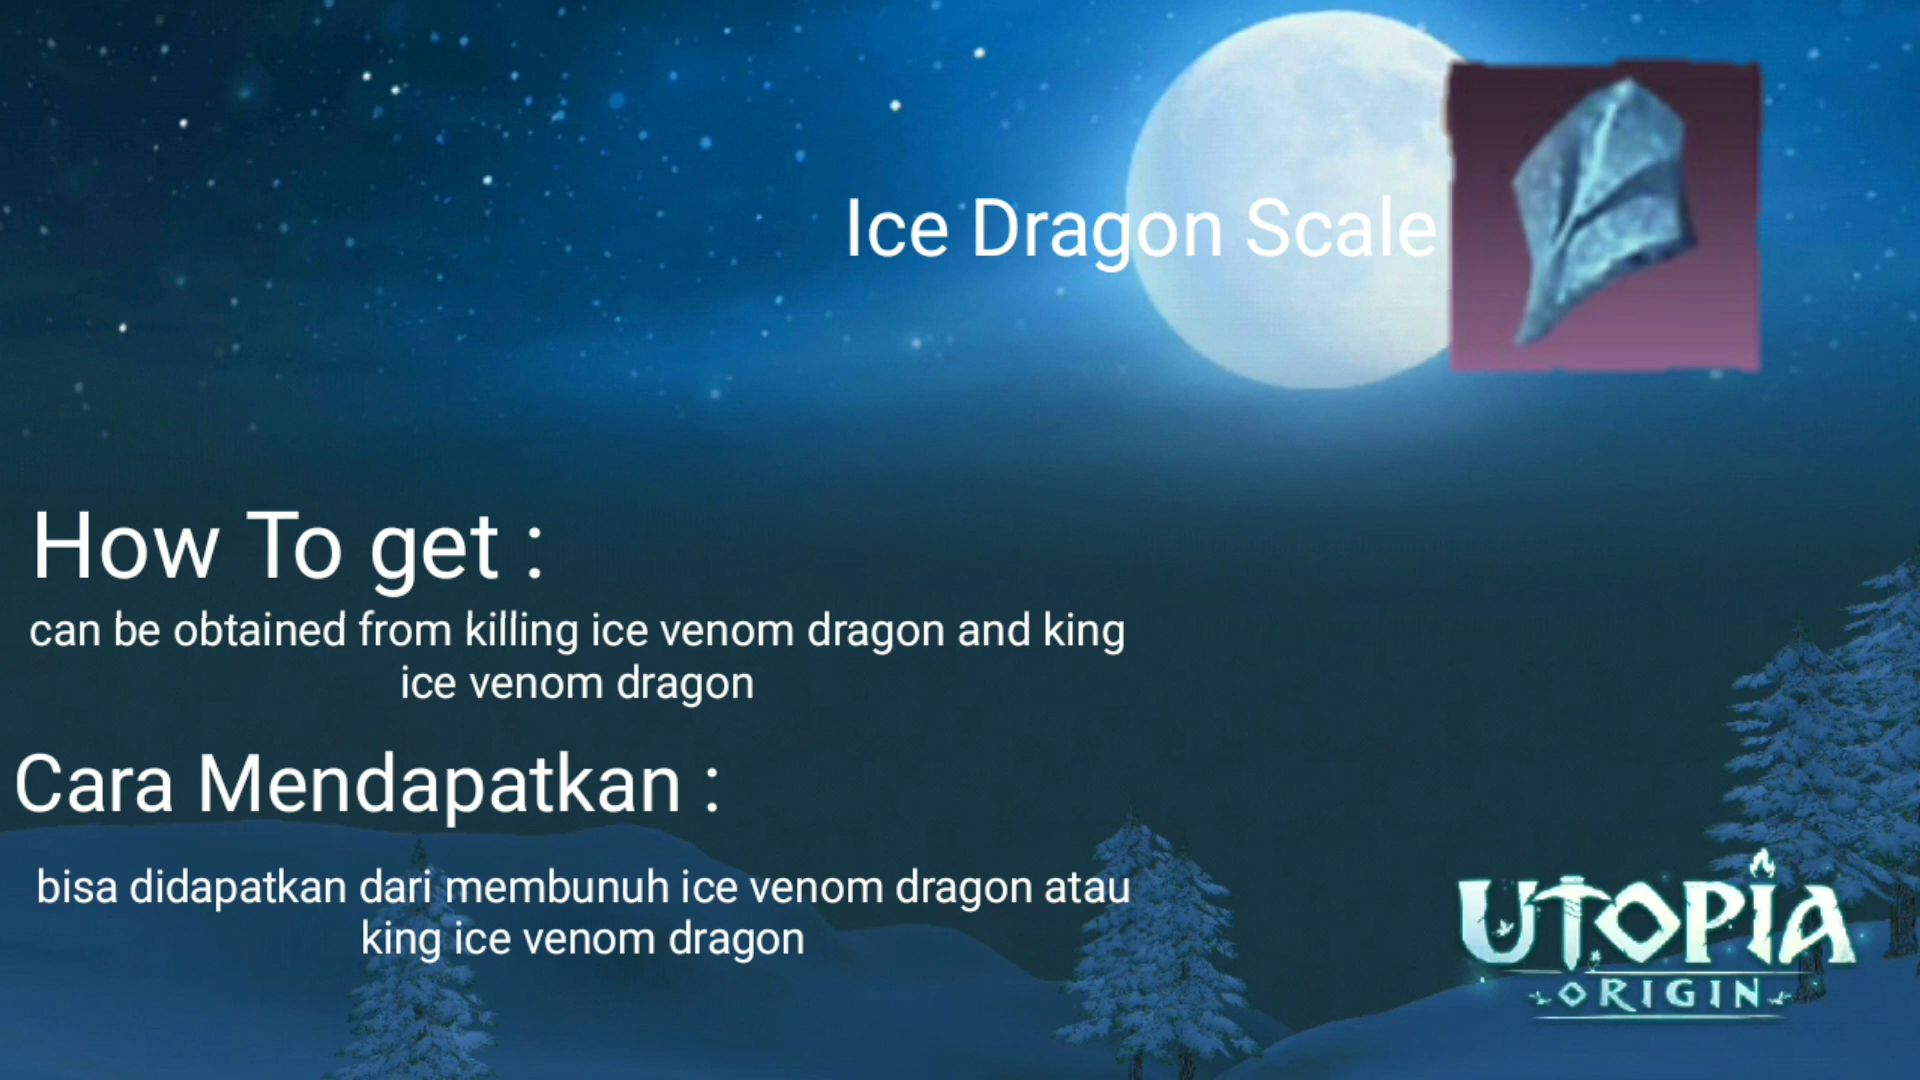 Ice Dragon Scale
How To get :
can be obtained from killing ice venom dragon and king
ice venom dragon
Cara Mendapatkan :
bisa didapatkan dari membunuh ice venom dragon atau
king ice venom dragon
UTOPIA
ORIGIN